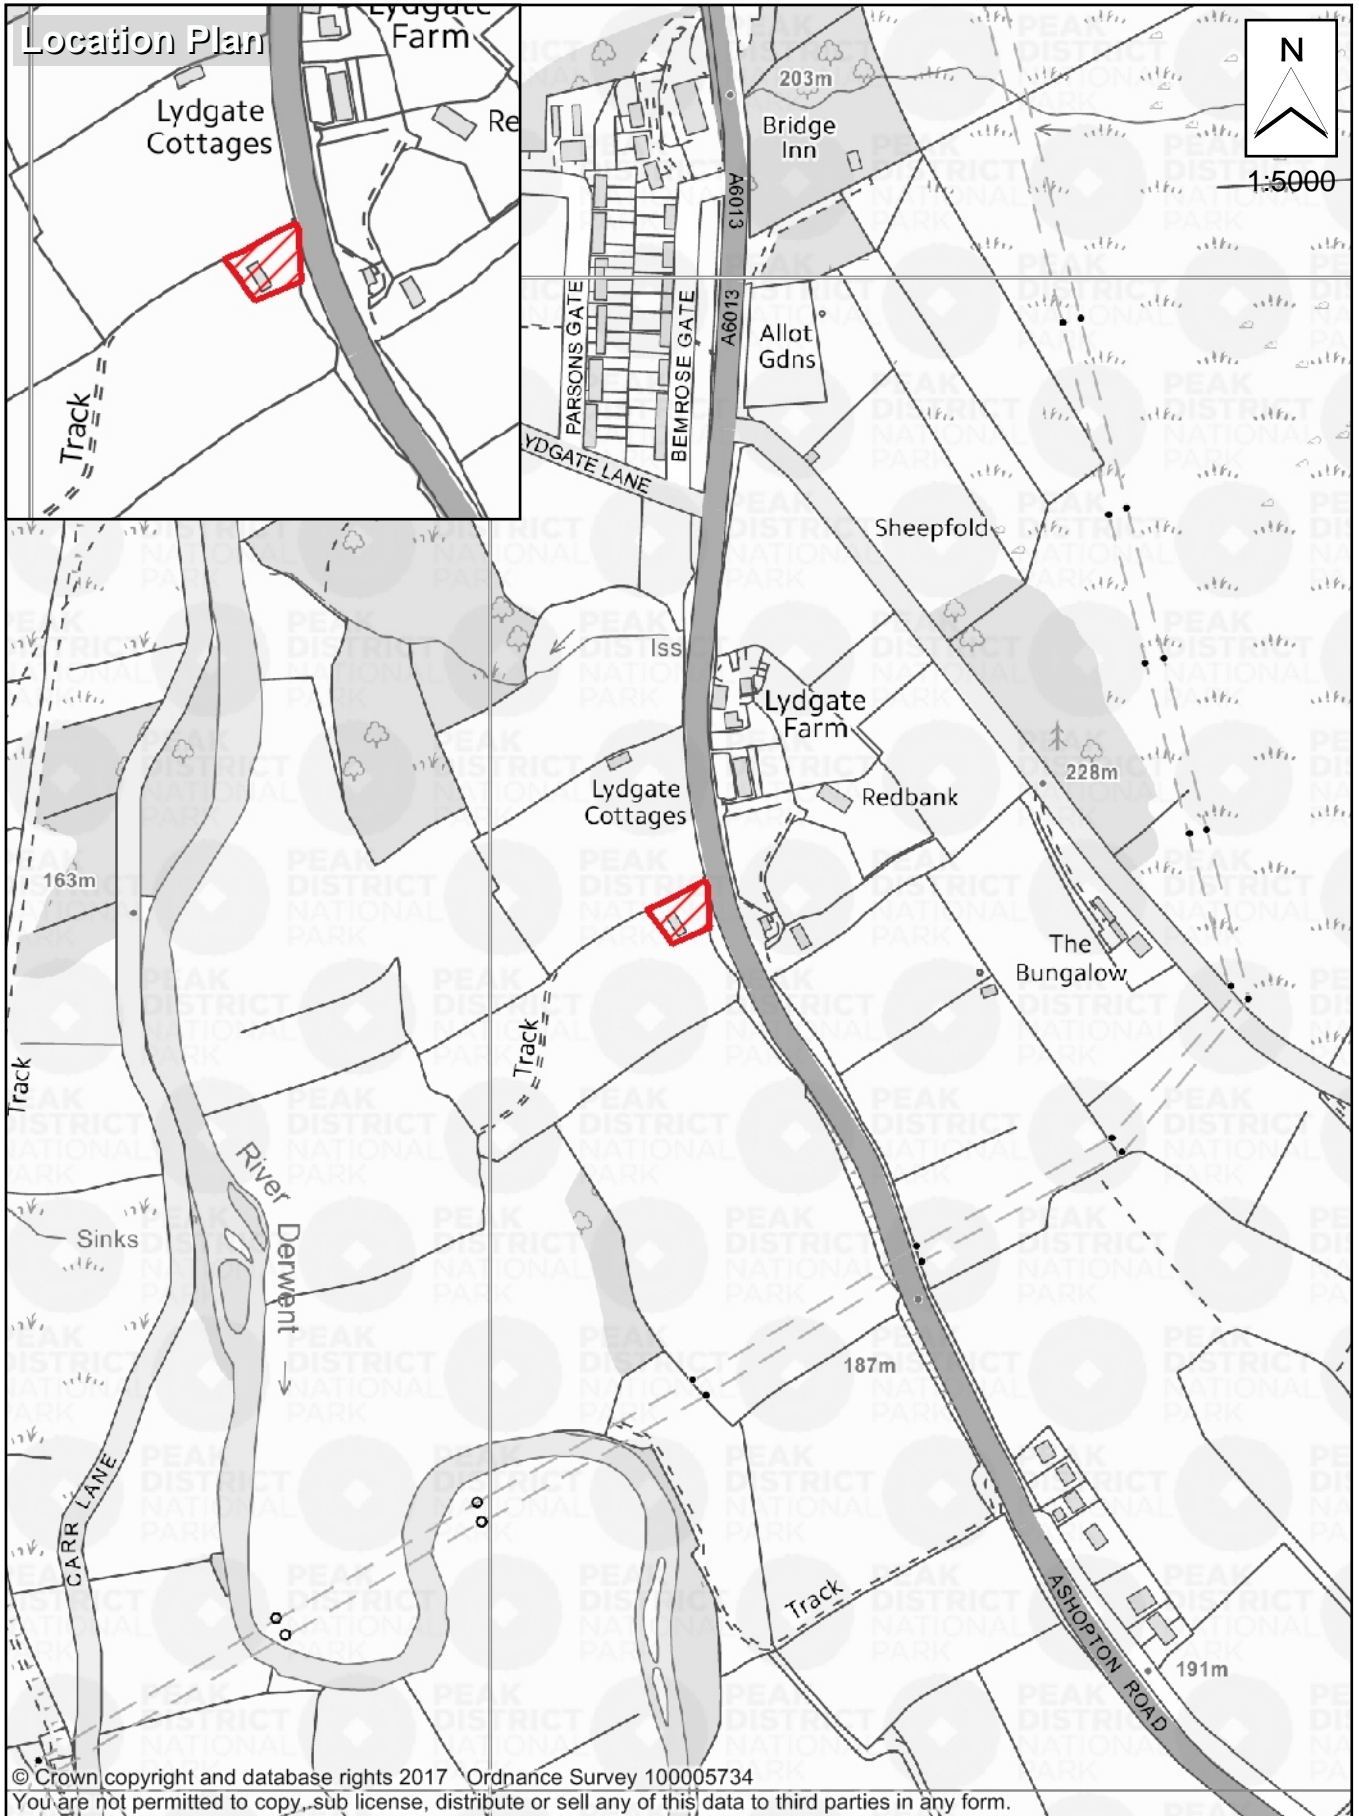 Location Plan
Lydgate
Farm
Lydgate
Cottages
Re
Track
203m
Bridge
Inn
N
1:5000
A6013
A6013
Allot
Gdns
PARSONS GATE
BEMROSE GATE
YDGATE LANE
Sheepfold
Iss
Lydgate
Farm
228m
Lydgate
Cottages
Redbank
163m
The
Bungalow
Track
Track
River
Derwent
Sinks
187m
CARR LANE
Track
ASHOPTON ROAD
191m
© Crown copyright and database rights 2017 Ordnance Survey 100005734
You are not permitted to copy, sub license, distribute or sell any of this data to third parties in any form.
PEAK
DISTRICT
NATIONAL
PARK